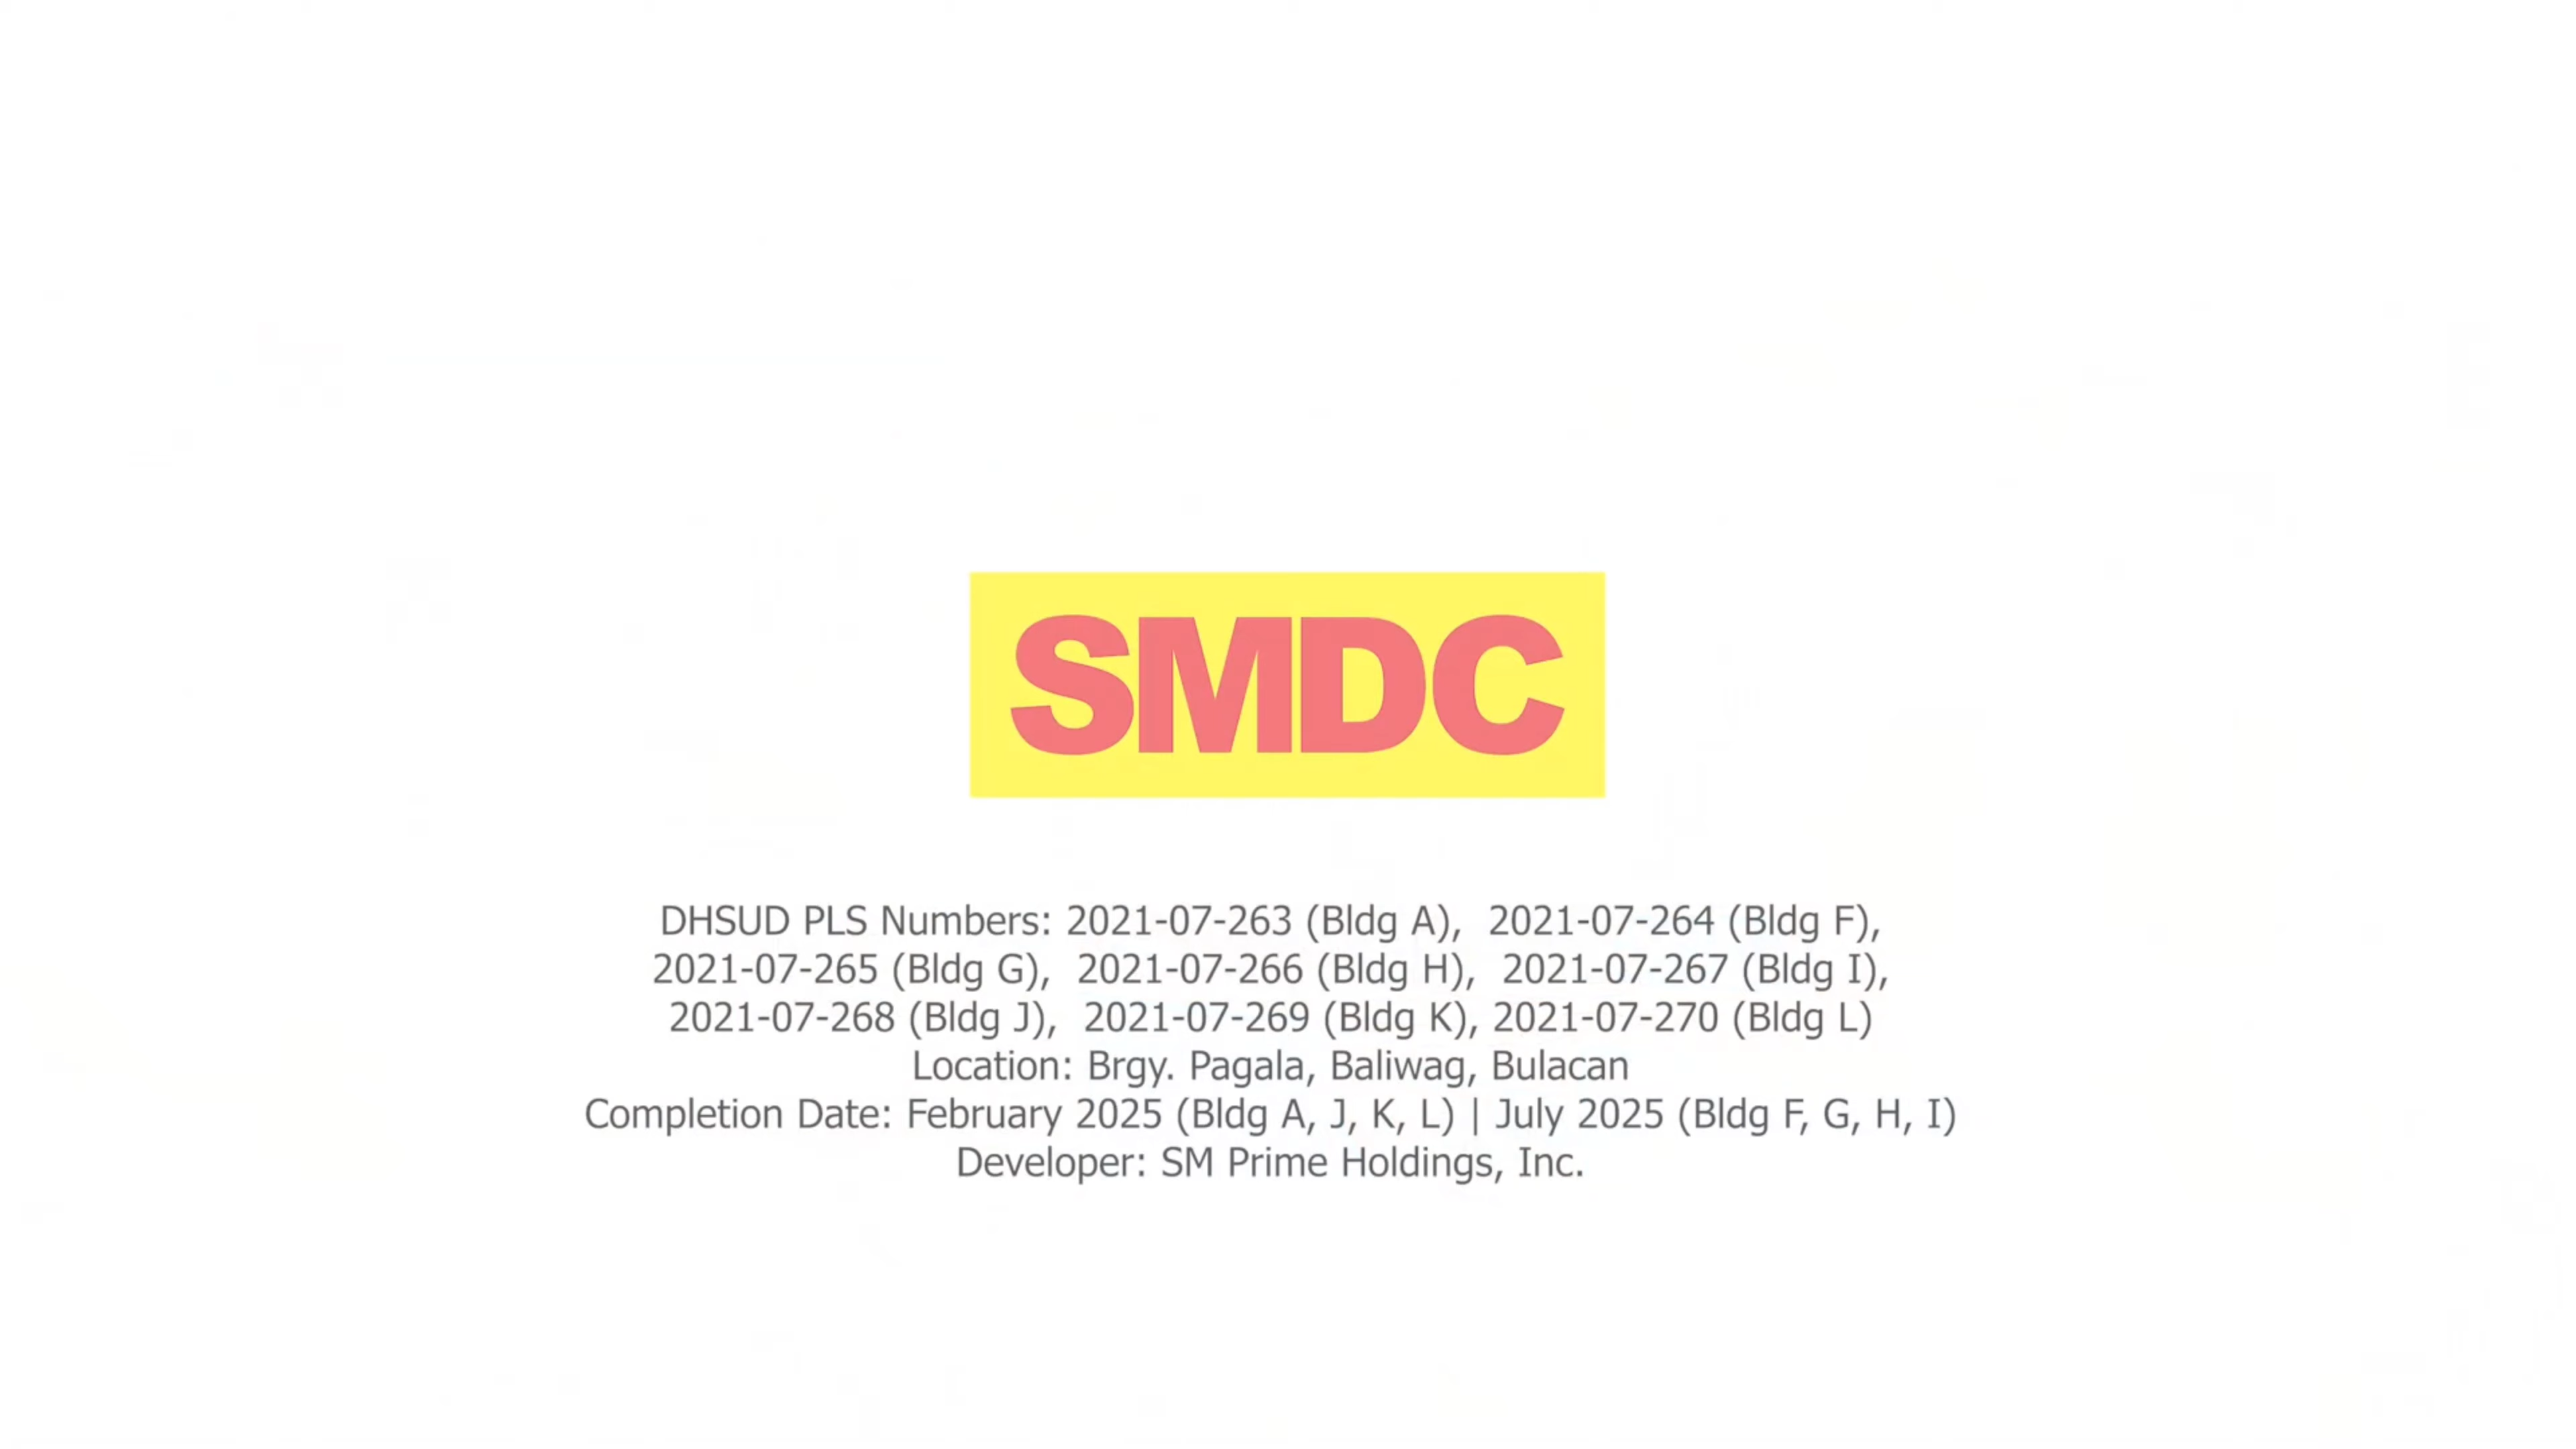 SMDC
DHSUD PLS Numbers: 2021-07-263 (Bldg A), 2021-07-264 (Bldg F),
2021-07-265 (Bldg G), 2021-07-266 (Bldg H), 2021-07-267 (Bldg I),
2021-07-268 (Bldg J), 2021-07-269 (Bldg K), 2021-07-270 (Bldg L)
Location: Brgy. Pagala, Baliwag, Bulacan
Completion Date: February 2025 (Bldg A, J, K, L) | July 2025 (Bldg F, G, H, I)
Developer: SM Prime Holdings, Inc.